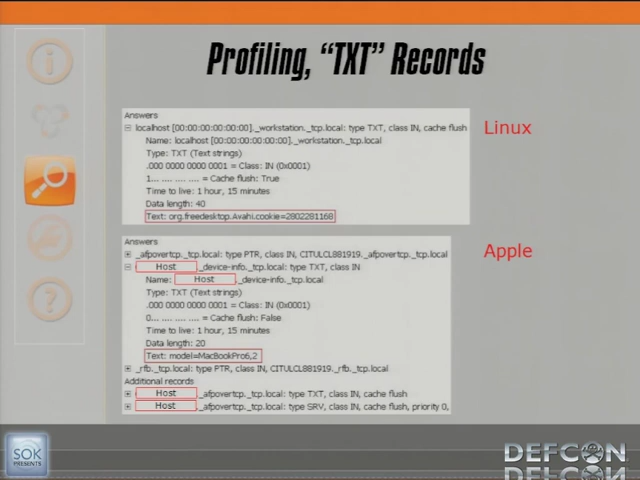 Profiling, “TXT” Records
Answers
localhost [00:00:00:00:00:00]._workstation._tcp.local: type TXT, class IN, cache flush
Name: localhost [00:00:00:00:00:00]._workstation._tcp.local
Type: TXT (Text strings)
.000 0000 0000 0001 = Class: IN (0x0001)
1... .... .... .... = Cache flush: True
Time to live: 1 hour, 15 minutes
Data length: 40
Text: org.freedesktop.Avahi.cookie=2802281168
Linux
Answers
_afpovertcp._tcp.local: type PTR, class IN, CITULCL881919._afpovertcp._tcp.local
Host _device-info._tcp.local: type TXT, class IN
Name: Host _device-info._tcp.local
Type: TXT (Text strings)
.000 0000 0000 0001 = Class: IN (0x0001)
0... .... .... .... = Cache flush: False
Time to live: 1 hour, 15 minutes
Data length: 20
Text: model=MacBookPro6,2
_rfb._tcp.local: type PTR, class IN, CITULCL881919._rfb._tcp.local
Additional records
Host _afpovertcp._tcp.local: type TXT, class IN, cache flush
Host _afpovertcp._tcp.local: type SRV, class IN, cache flush, priority 0,
Apple
SOK
PRESENTS
DEFCON